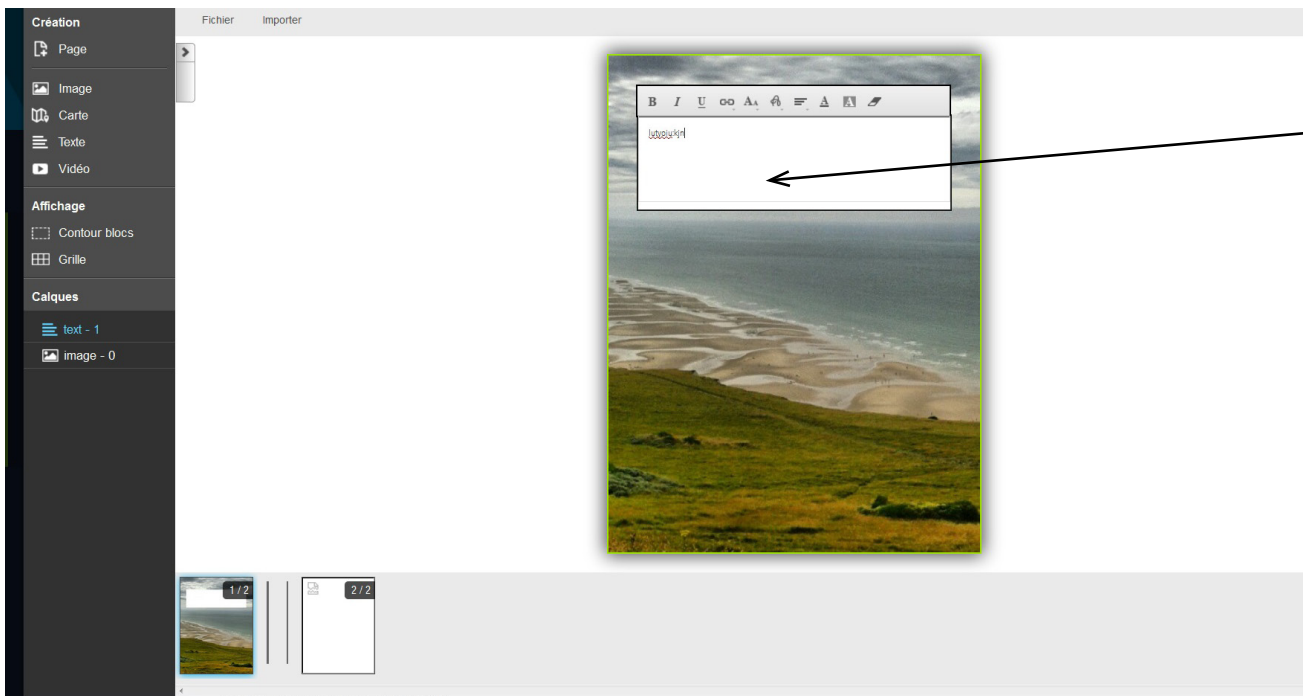 Création
Fichier Importer
Page
Image
Carte
Texte
Vidéo
Affichage
Contour blocs
Grille
Calques
text - 1
image - 0
B I U A A A A
1 / 2
2 / 2